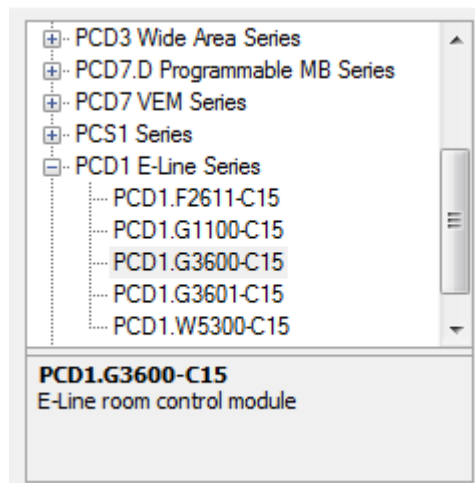 PCD3 Wide Area Series
PCD7.D Programmable MB Series
PCD7 VEM Series
PCS1 Series
PCD1 E-Line Series
PCD1.F2611-C15
PCD1.G1100-C15
PCD1.G3600-C15
PCD1.G3601-C15
PCD1.W5300-C15
PCD1.G3600-C15
E-Line room control module